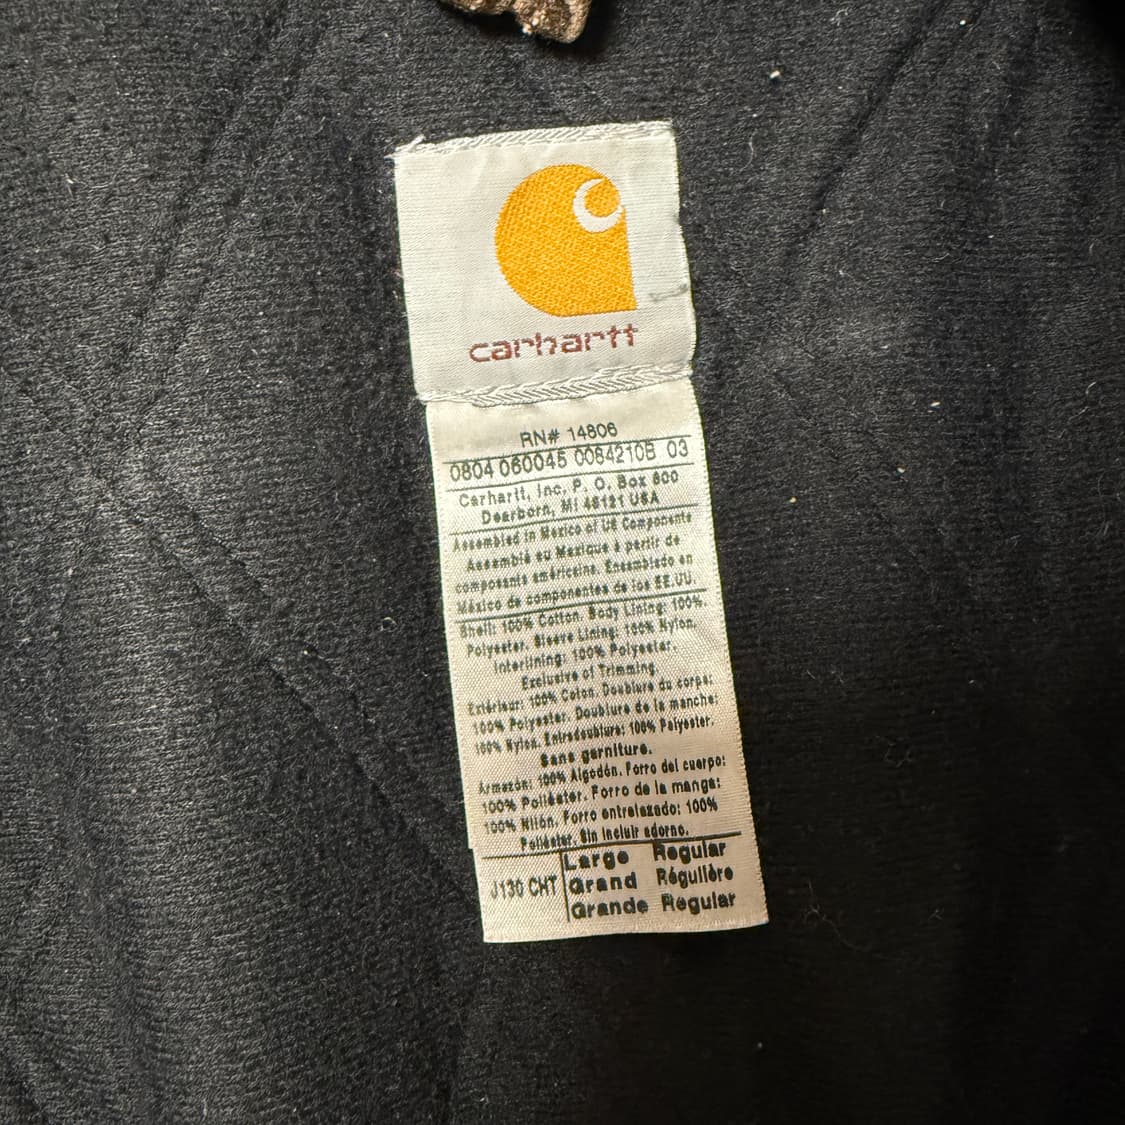 carhartt
RN# 14806
0804 060045 0084210B 03
Carhartt, Inc, P. O. Box 600
Dearborn, MI 48121 USA
Assembled in Mexico of US Components
Assemblé au Mexique à partir de
composants américains. Ensamblado en
México de componentes de los EE.UU.
Shell: 100% Cotton. Body Lining: 100%.
Polyester. Sleeve Lining: 100% Nylon.
Interlining: 100% Polyester.
Exclusive of Trimming.
Extérieur: 100% Coton. Doublure du corps:
100% Polyester. Doublure de la manche:
100% Nylon. Entredoublure: 100% Polyester.
Sans garniture.
Armazón: 100% Algodón. Forro del cuerpo:
100% Poliéster. Forro de la manga:
100% Nilón. Forro entrelazado: 100%
Poliéster. Sin incluir adorno.
J130 CHT
Large Regular
Grand Régulière
Grande Regular